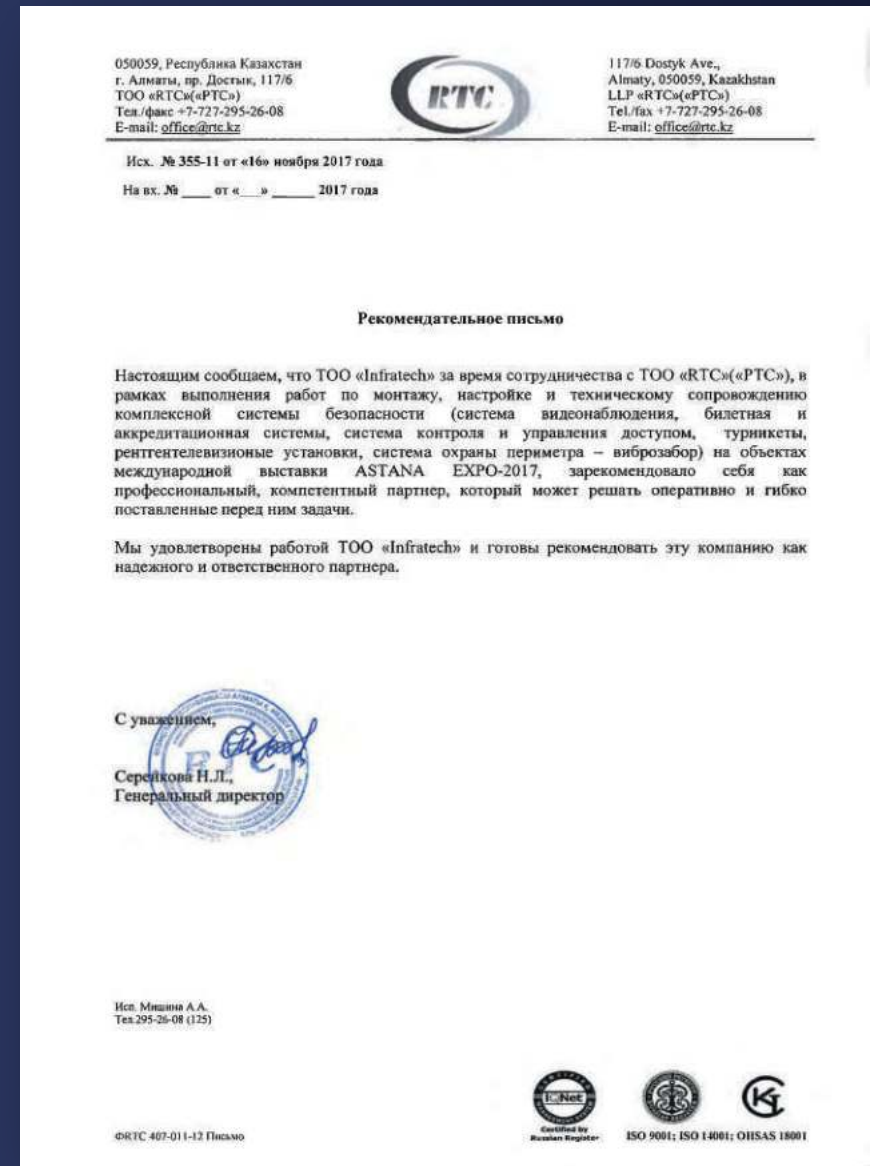 050059, Республика Казахстан
г. Алматы, пр. Достык, 117/6
ТОО «RTC»(«РТС»)
Тел./факс +7-727-295-26-08
E-mail: office@rtc.kz
RTC
117/6 Dostyk Ave.,
Almaty, 050059, Kazakhstan
LLP «RTC»(«РТС»)
Tel./fax +7-727-295-26-08
E-mail: office@rtc.kz
Исх. № 355-11 от «16» ноября 2017 года
На вх. № ____ от «___» ______ 2017 года
Рекомендательное письмо
Настоящим сообщаем, что ТОО «Infratech» за время сотрудничества с ТОО «RTC»(«РТС»), в
рамках выполнения работ по монтажу, настройке и техническому сопровождению
комплексной системы безопасности (система видеонаблюдения, билетная и
аккредитационная системы, система контроля и управления доступом, турникеты,
рентгентелевизионые установки, система охраны периметра – виброзабор) на объектах
международной выставки ASTANA EXPO-2017, зарекомендовало себя как
профессиональный, компетентный партнер, который может решать оперативно и гибко
поставленные перед ним задачи.
Мы удовлетворены работой ТОО «Infratech» и готовы рекомендовать эту компанию как
надежного и ответственного партнера.
С уважением,
Серейкова Н.Л.,
Генеральный директор
RTC
Исп. Мишина А.А.
Тел.295-26-08 (125)
IQNet
Certified by
Russian Register
ISO 9001; ISO 14001; OHSAS 18001
ФRTC 407-011-12 Письмо